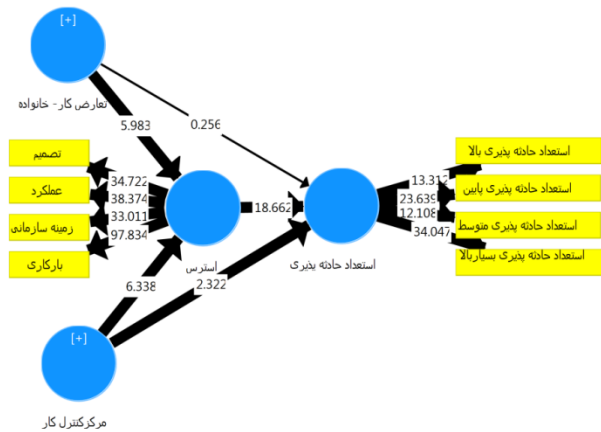 [+]
تعارض کار- خانواده
5.983
0.256
تصمیم
عملکرد
زمینه سازمانی
بارکاری
34.722
38.374
33.011
97.834
استرس
18.662
استعداد حادثه پذیری
13.312
23.639
12.108
34.047
استعداد حادثه پذیری بالا
استعداد حادثه پذیری پایین
استعداد حادثه پذیری متوسط
استعداد حادثه پذیری بسیاربالا
6.338
2.322
[+]
مرکزکنترل کار